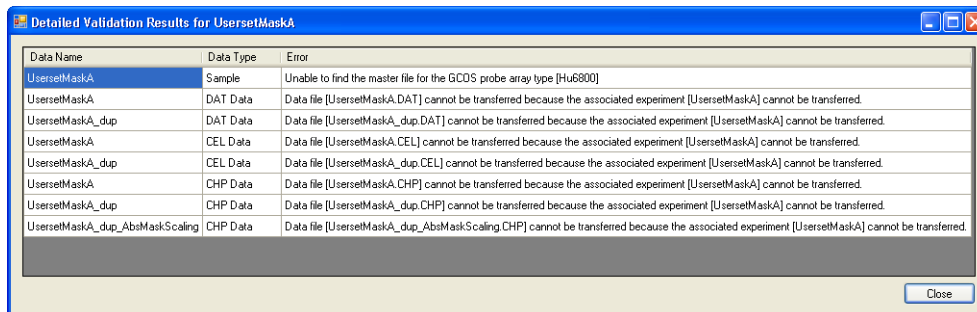 Detailed Validation Results for UsersetMaskA
Data Name Data Type Error
UsersetMaskA Sample Unable to find the master file for the GCOS probe array type [Hu6800]
UsersetMaskA DAT Data Data file [UsersetMaskA.DAT] cannot be transferred because the associated experiment [UsersetMaskA] cannot be transferred.
UsersetMaskA_dup DAT Data Data file [UsersetMaskA_dup.DAT] cannot be transferred because the associated experiment [UsersetMaskA] cannot be transferred.
UsersetMaskA CEL Data Data file [UsersetMaskA.CEL] cannot be transferred because the associated experiment [UsersetMaskA] cannot be transferred.
UsersetMaskA_dup CEL Data Data file [UsersetMaskA_dup.CEL] cannot be transferred because the associated experiment [UsersetMaskA] cannot be transferred.
UsersetMaskA CHP Data Data file [UsersetMaskA.CHP] cannot be transferred because the associated experiment [UsersetMaskA] cannot be transferred.
UsersetMaskA_dup CHP Data Data file [UsersetMaskA_dup.CHP] cannot be transferred because the associated experiment [UsersetMaskA] cannot be transferred.
UsersetMaskA_dup_AbsMaskScaling CHP Data Data file [UsersetMaskA_dup_AbsMaskScaling.CHP] cannot be transferred because the associated experiment [UsersetMaskA] cannot be transferred.
Close